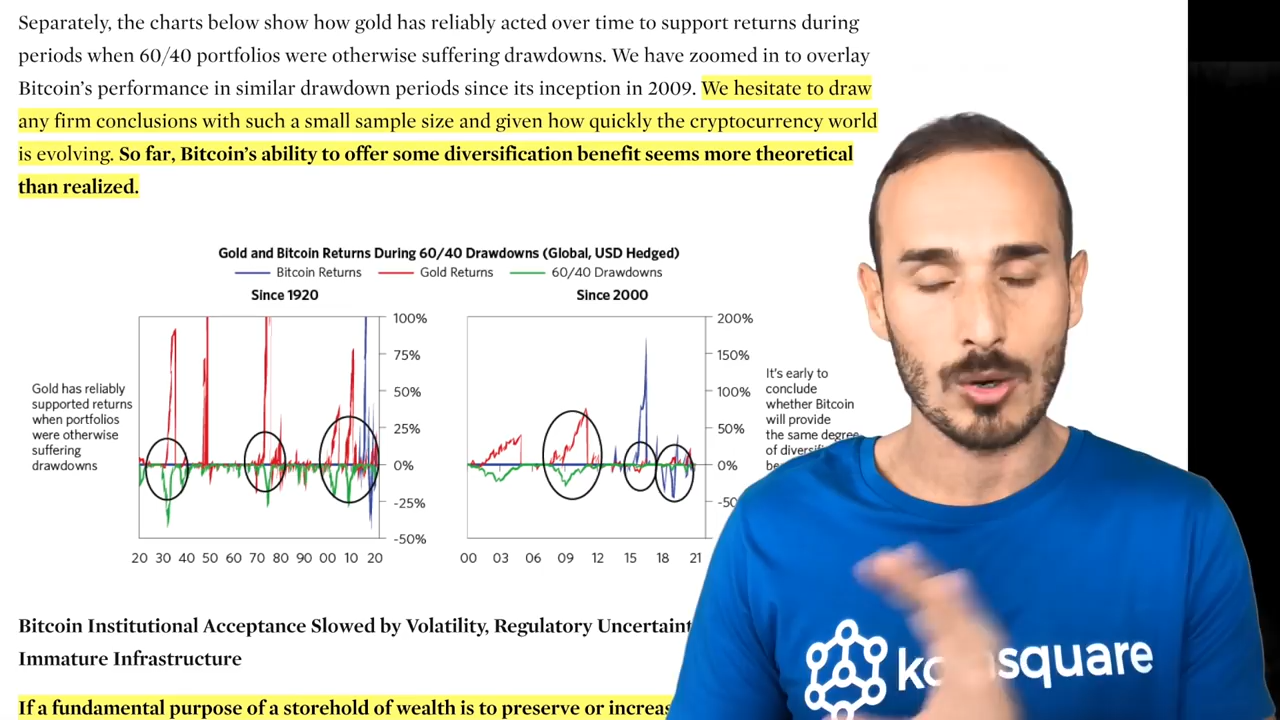 Separately, the charts below show how gold has reliably acted over time to support returns during
periods when 60/40 portfolios were otherwise suffering drawdowns. We have zoomed in to overlay
Bitcoin’s performance in similar drawdown periods since its inception in 2009. We hesitate to draw
any firm conclusions with such a small sample size and given how quickly the cryptocurrency world
is evolving. So far, Bitcoin’s ability to offer some diversification benefit seems more theoretical
than realized.
Gold and Bitcoin Returns During 60/40 Drawdowns (Global, USD Hedged)
Bitcoin Returns Gold Returns 60/40 Drawdowns
Since 1920
Since 2000
Gold has reliably
supported returns
when portfolios
were otherwise
suffering
drawdowns
100%
75%
50%
25%
0%
-25%
-50%
20 30 40 50 60 70 80 90 00 10 20
200%
150%
100%
50%
0%
-50
00 03 06 09 12 15 18 21
It’s early to
conclude
whether Bitcoin
will provide
the same degree
of
Bitcoin Institutional Acceptance Slowed by Volatility, Regulatory
Immature Infrastructure
If a fundamental purpose of a storehold of wealth is to preserve or
square